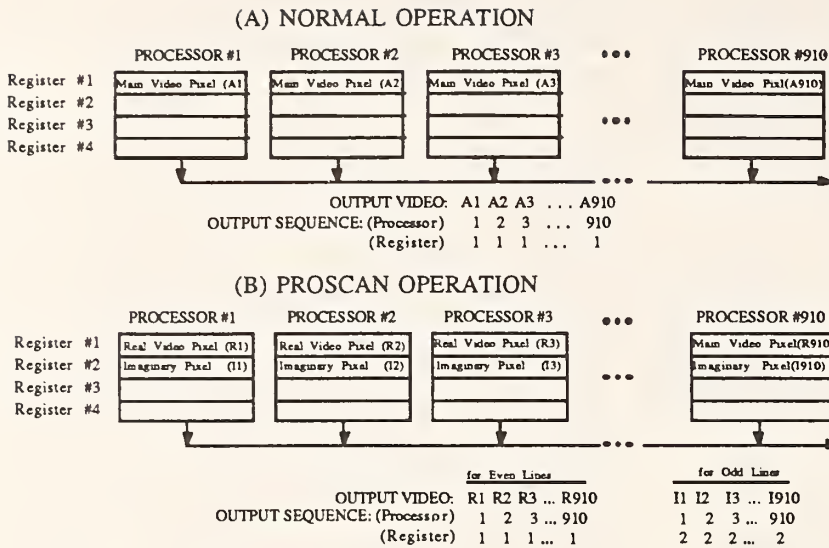 (A) NORMAL OPERATION
PROCESSOR #1 PROCESSOR #2 PROCESSOR #3 ••• PROCESSOR #910
Register #1 Main Video Pixel (A1 Main Video Pixel (A2 Main Video Pixel (A3 Main Video Pixl(A910)
Register #2
Register #3 •••
Register #4
•••
OUTPUT VIDEO: A1 A2 A3 . ... A910
OUTPUT SEQUENCE: (Processor) 1 2 3 ... 910
(Register) 1 1 1 ... 1
(B) PROSCAN OPERATION
PROCESSOR #1 PROCESSOR #2 PROCESSOR #3 ••• PROCESSOR #910
Register #1 Real Video Pixel (R1) Real Video Pixel (R2) Real Video Pixel (R3) Main Video Pixel(R910
Register #2 Imaginary Pixel (I1) Imaginary Pixel (I2) Imaginary Pixel (I3) ••• Imaginary Pixel(I910)
Register #3
Register #4
•••
for Even Lines for Odd Lines
OUTPUT VIDEO: R1 R2 R3 ... R910 I1 I2 I3 ... I910
OUTPUT SEQUENCE: (Processor) 1 2 3 ... 910 1 2 3 ... 910
(Register) 1 1 1 ... 1 2 2 2 ... 2